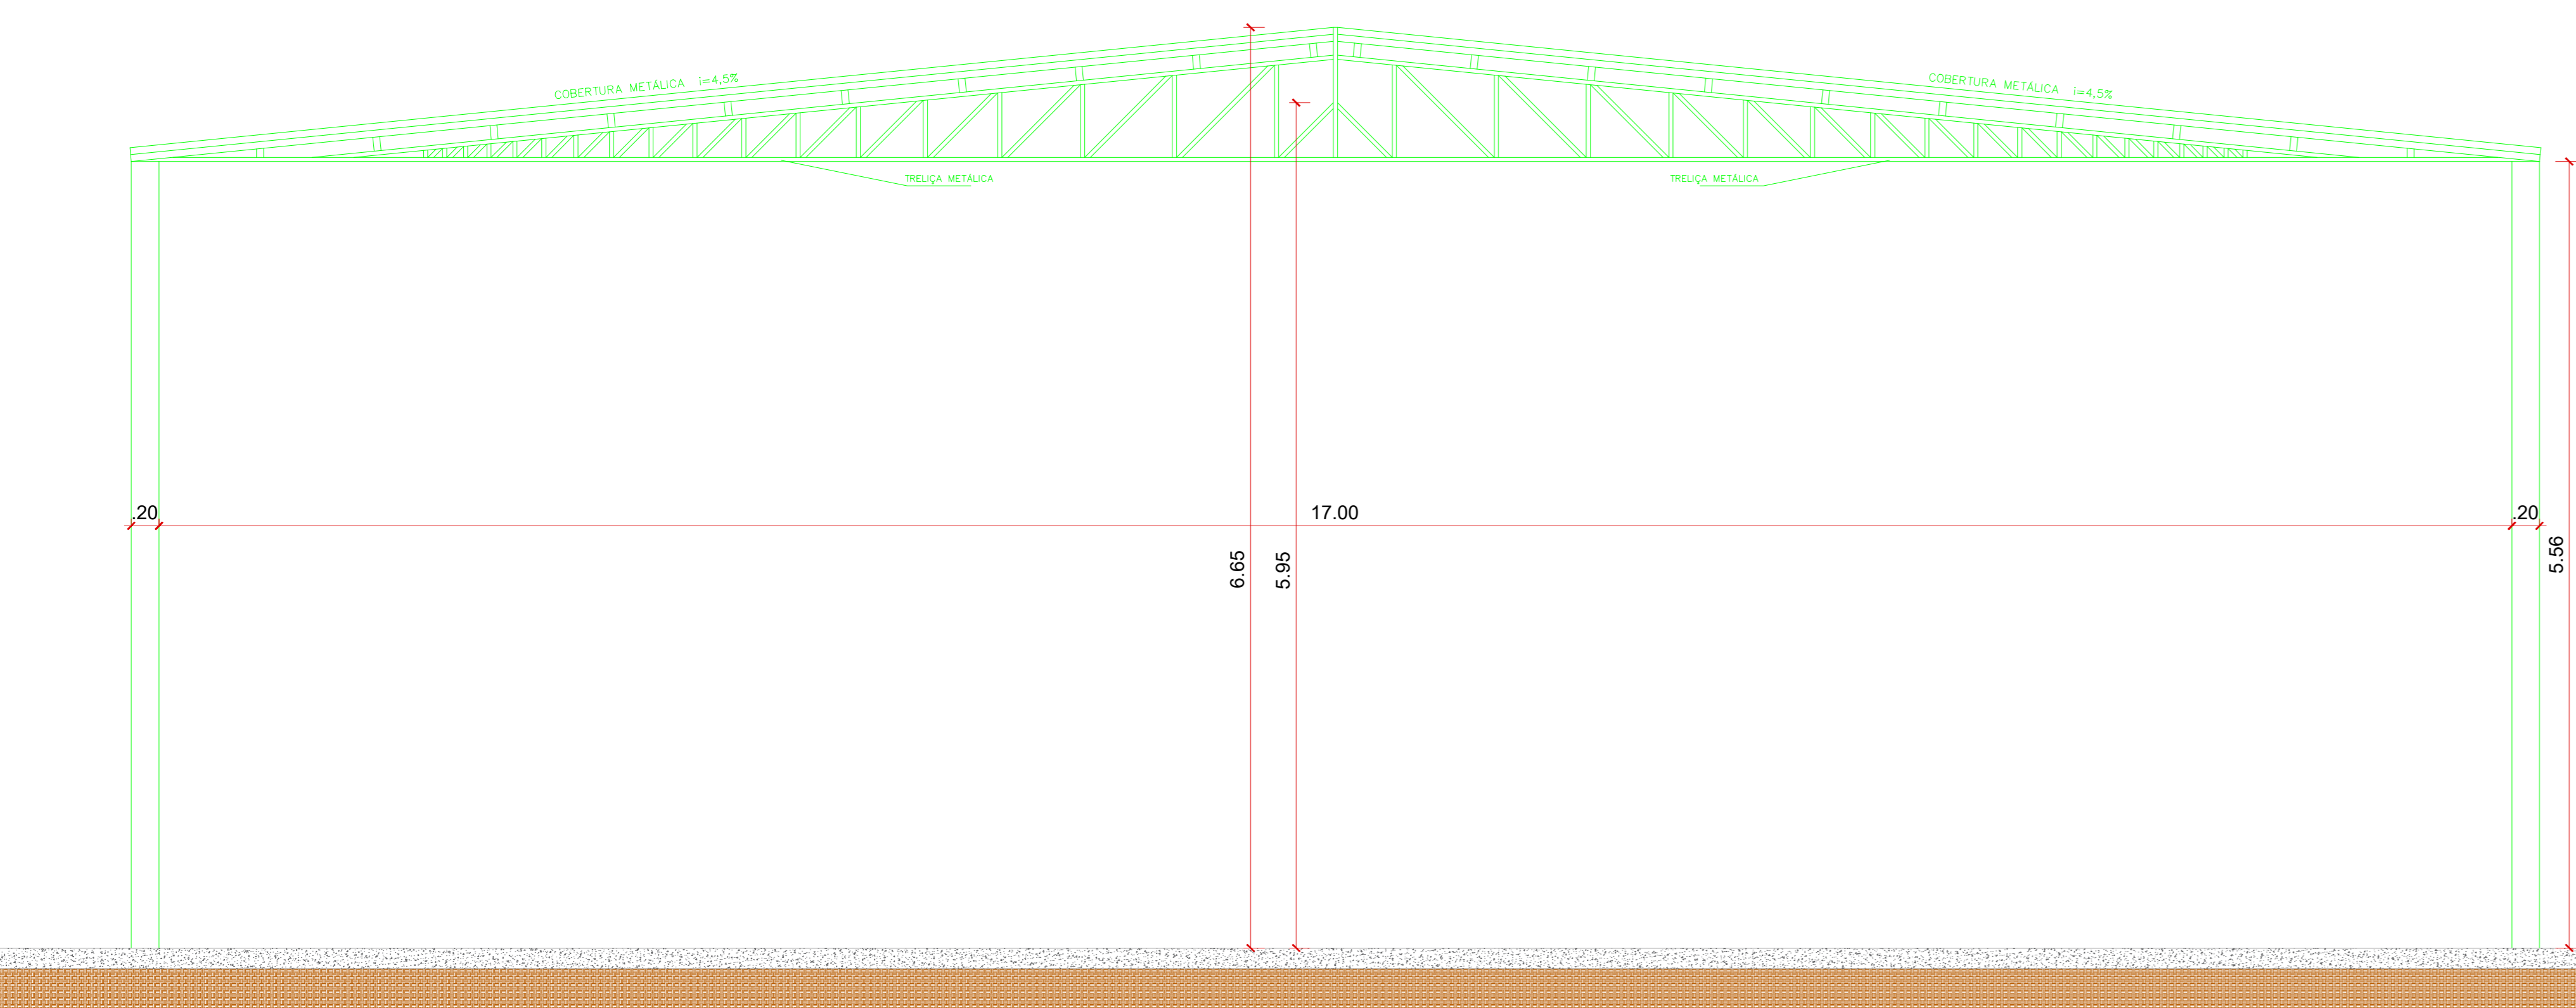 COBERTURA METÁLICA i=4,5%
COBERTURA METÁLICA i=4,5%
TRELIÇA METÁLICA
TRELIÇA METÁLICA
.20
17.00
.20
6.65
5.95
5.56